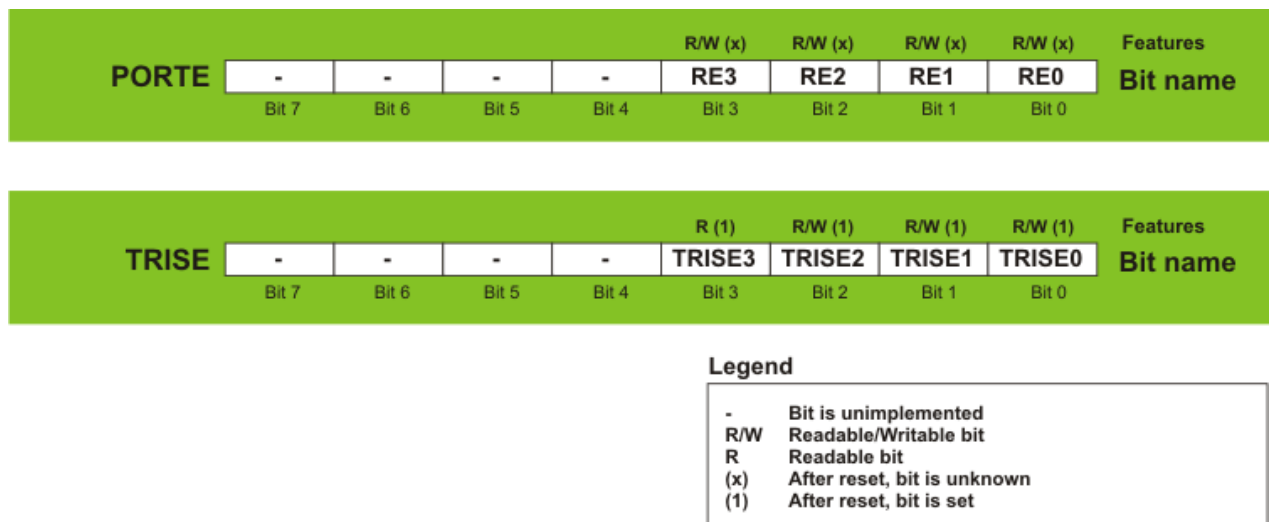 R/W (x) R/W (x) R/W (x) R/W (x) Features
PORTE - - - - RE3 RE2 RE1 RE0 Bit name
Bit 7 Bit 6 Bit 5 Bit 4 Bit 3 Bit 2 Bit 1 Bit 0
R (1) R/W (1) R/W (1) R/W (1) Features
TRISE - - - - TRISE3 TRISE2 TRISE1 TRISE0 Bit name
Bit 7 Bit 6 Bit 5 Bit 4 Bit 3 Bit 2 Bit 1 Bit 0
Legend
- Bit is unimplemented
R/W Readable/Writable bit
R Readable bit
(x) After reset, bit is unknown
(1) After reset, bit is set